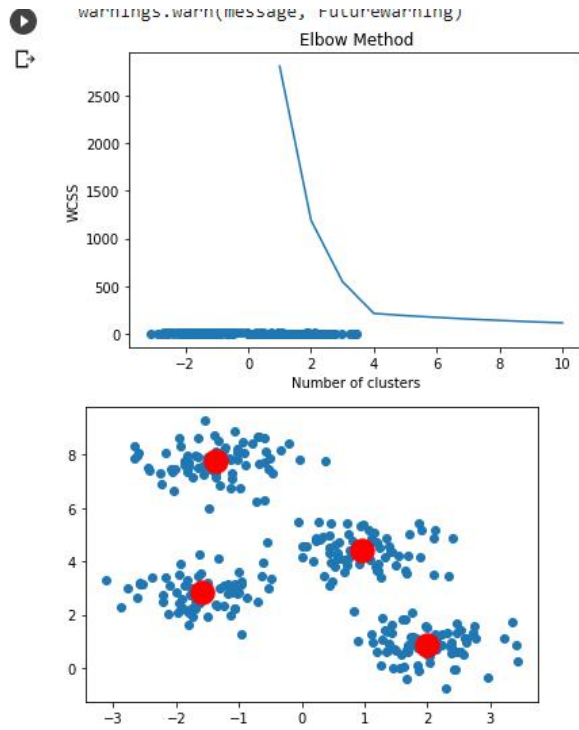 warnings.warn(message, FutureWarning)
Elbow Method
2500
2000
1500
1000
500
0
WCSS
−2 0 2 4 6 8 10
Number of clusters
8
6
4
2
0
−3 −2 −1 0 1 2 3